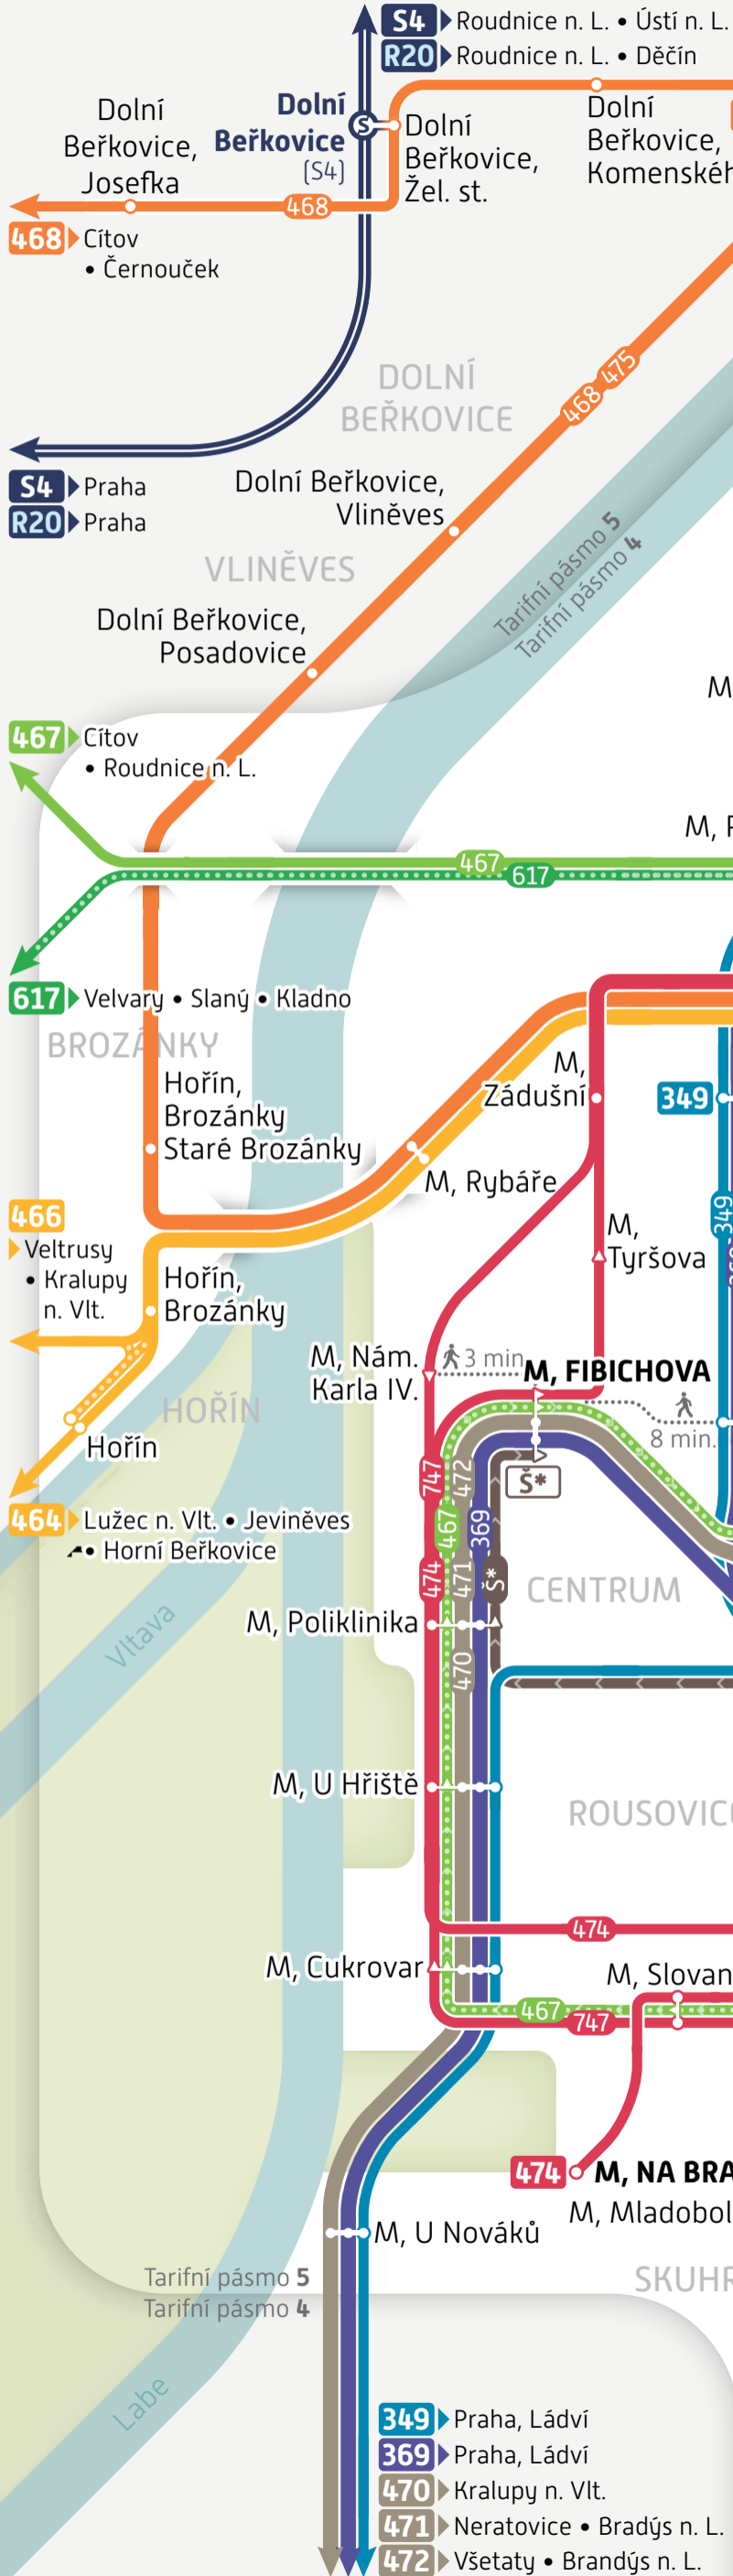 S4 Roudnice n. L. • Ústí n. L.
R20 Roudnice n. L. • Děčín
Dolní
Beřkovice,
Josefka
Dolní
Beřkovice
(S4)
Dolní
Beřkovice,
Žel. st.
Dolní
Beřkovice,
Komenskéh
468
468 Cítov
• Černouček
DOLNÍ
BEŘKOVICE
468 475
S4 Praha
R20 Praha
Dolní Beřkovice,
Vliněves
VLINĚVES
Tarifní pásmo 5
Tarifní pásmo 4
Dolní Beřkovice,
Posadovice
M
467 Cítov
• Roudnice n. L.
M,
467
617
617 Velvary • Slaný • Kladno
BROZÁNKY
Hořín,
Brozánky
Staré Brozánky
M,
Zádušní
349
M, Rybáře
349
466
Veltrusy
• Kralupy
n. Vlt.
Hořín,
Brozánky
M,
Tyršova
M, Nám.
Karla IV.
3 min.
M, FIBICHOVA
8 min.
HOŘÍN
Hořín
Š*
747
472
467
369
474
471
Š*
470
464 Lužec n. Vlt. • Jeviněves
• Horní Beřkovice
CENTRUM
M, Poliklinika
Vltava
M, U Hřiště
ROUSOVIC
474
M, Cukrovar
M, Slovan
467
747
474 M, NA BRA
M, Mladobol
M, U Nováků
SKUHR
Tarifní pásmo 5
Tarifní pásmo 4
Labe
349 Praha, Ládví
369 Praha, Ládví
470 Kralupy n. Vlt.
471 Neratovice • Bradýs n. L.
472 Všetaty • Brandýs n. L.